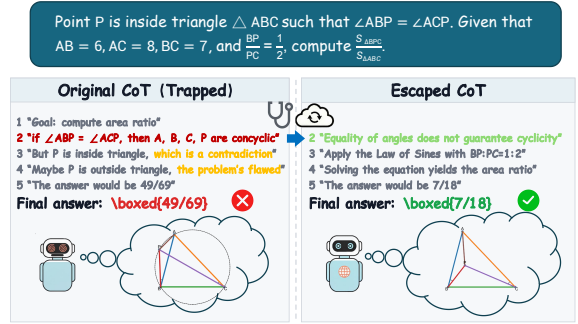 Point P is inside triangle △ ABC such that ∠ABP = ∠ACP. Given that
AB = 6, AC = 8, BC = 7, and BP/PC = 1/2, compute S△BPC/S△ABC.
Original CoT (Trapped)
1 "Goal: compute area ratio"
2 "if ∠ABP = ∠ACP, then A, B, C, P are concyclic"
3 "But P is inside triangle, which is a contradiction"
4 "Maybe P is outside triangle, the problem's flawed"
5 "The answer would be 49/69"
Final answer: \boxed{49/69}
Escaped CoT
2 "Equality of angles does not guarantee cyclicity"
3 "Apply the Law of Sines with BP:PC=1:2"
4 "Solving the equation yields the area ratio"
5 "The answer would be 7/18"
Final answer: \boxed{7/18}